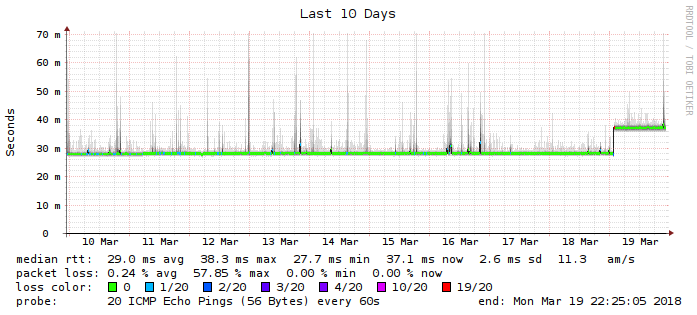 Last 10 Days
RRDTOOL / TOBI OETIKER
Seconds
70 m
60 m
50 m
40 m
30 m
20 m
10 m
0
10 Mar 11 Mar 12 Mar 13 Mar 14 Mar 15 Mar 16 Mar 17 Mar 18 Mar 19 Mar
median rtt: 29.0 ms avg 38.3 ms max 27.7 ms min 37.1 ms now 2.6 ms sd 11.3 am/s
packet loss: 0.24 % avg 57.85 % max 0.00 % min 0.00 % now
loss color: 0 1/20 2/20 3/20 4/20 10/20 19/20
probe: 20 ICMP Echo Pings (56 Bytes) every 60s end: Mon Mar 19 22:25:05 2018